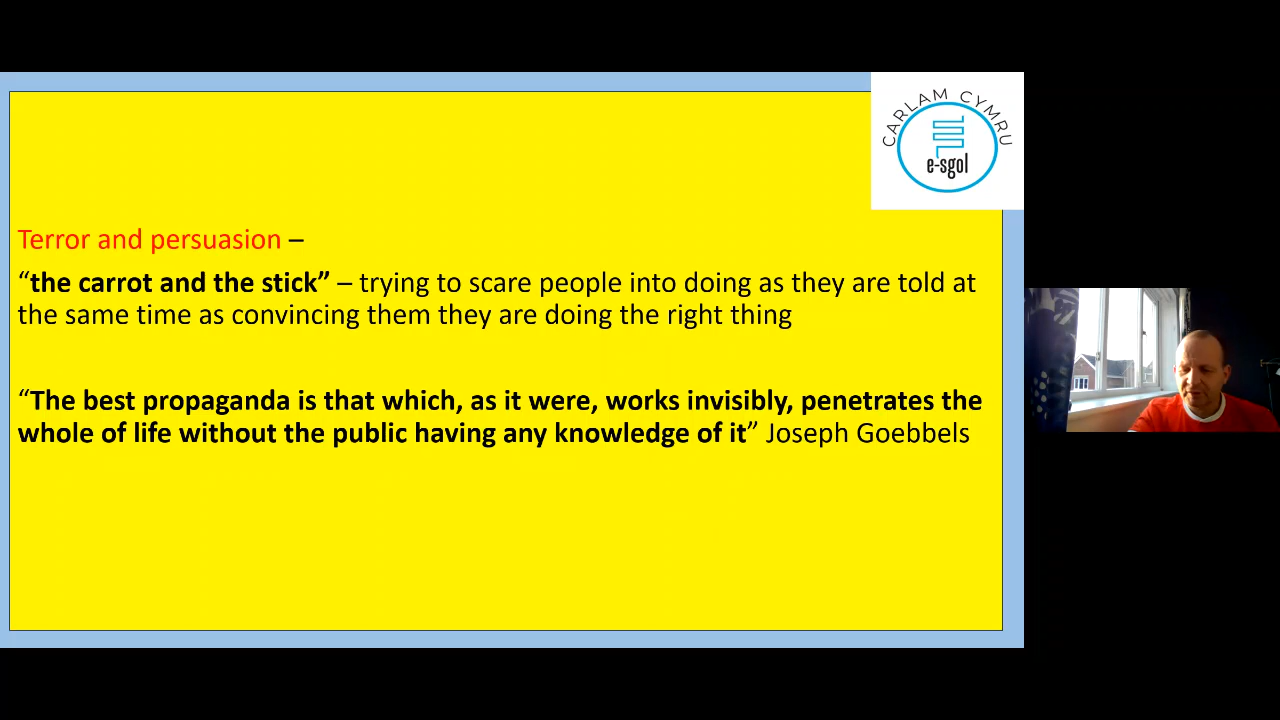 CARLAM CYMRU
e-sgol
Terror and persuasion –
“the carrot and the stick” – trying to scare people into doing as they are told at
the same time as convincing them they are doing the right thing
“The best propaganda is that which, as it were, works invisibly, penetrates the
whole of life without the public having any knowledge of it” Joseph Goebbels